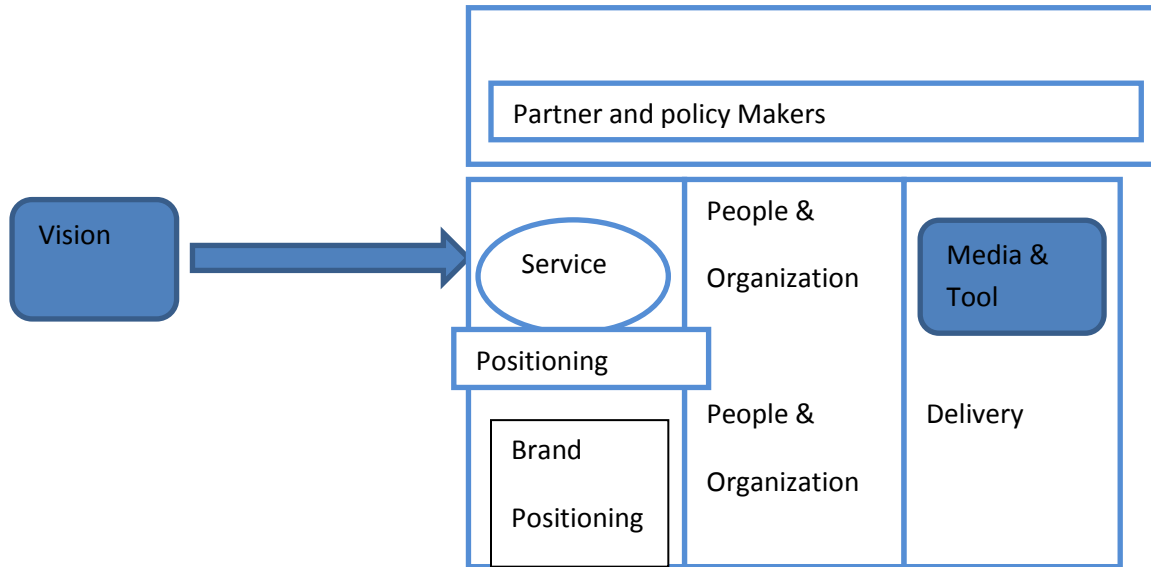 Partner and policy Makers
Vision
Service
Positioning
Brand
Positioning
People &
Organization
People &
Organization
Media &
Tool
Delivery